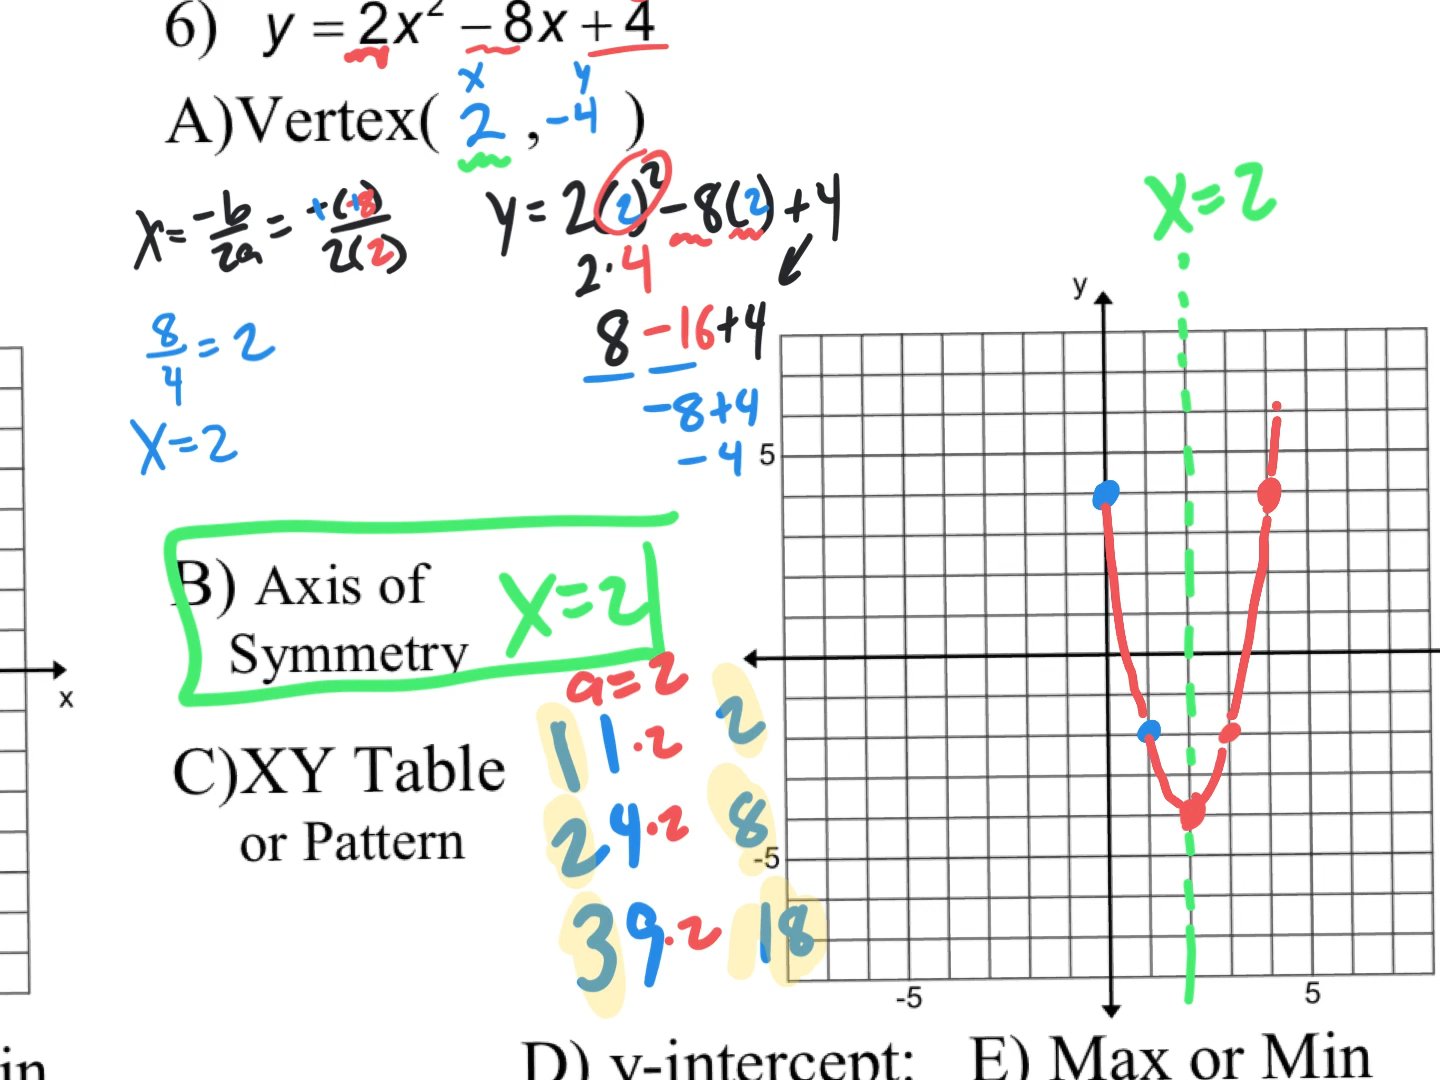 6) y = 2x² − 8x + 4
x y
A)Vertex( 2 , -4 )
x = -b/2a = +(+8)/2(2)
y = 2(2)² - 8(2) + 4
2·4
8 - 16 + 4
8/4 = 2
-8+4
x=2
-4
x=2
y
5
B) Axis of
Symmetry
x=2
x
a=2
C)XY Table
or Pattern
1 1·2 2
2 4·2 8
3 9·2 18
-5
-5 5
in
D) y-intercept: E) Max or Min